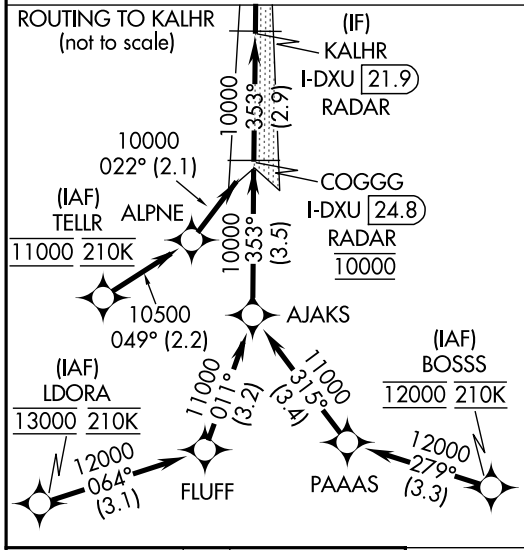 ROUTING TO KALHR
(not to scale)
(IF)
KALHR
I-DXU 21.9
RADAR
10000
353°
(2.9)
10000
022° (2.1)
COGGG
I-DXU 24.8
RADAR
10000
(IAF)
TELLR
11000 210K
ALPNE
10500
049° (2.2)
10000
353°
(3.5)
AJAKS
(IAF)
LDORA
13000 210K
11000
011°
(3.2)
11000
315°
(3.4)
(IAF)
BOSSS
12000 210K
12000
064°
(3.1)
FLUFF
PAAAS
12000
279°
(3.3)